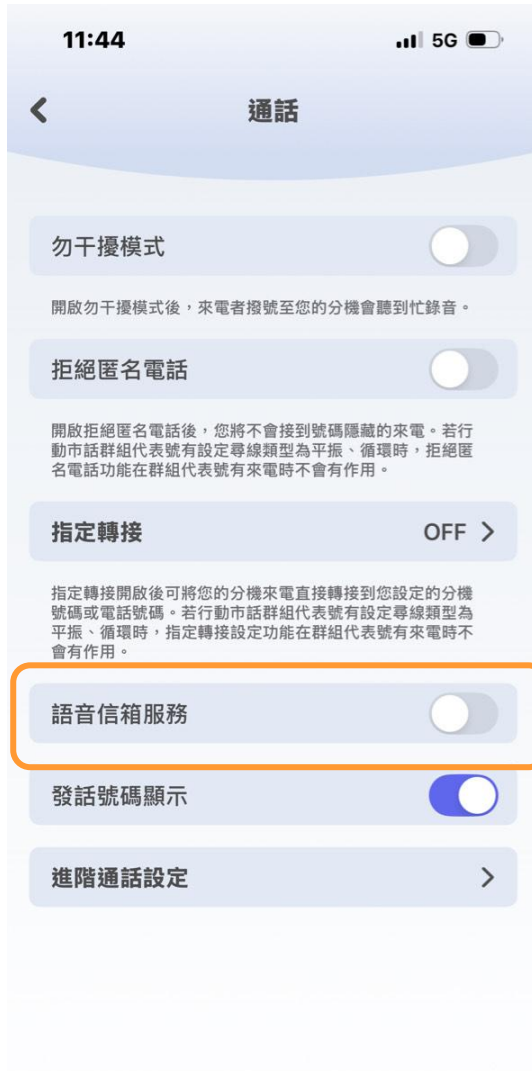 11:44
5G
通話
勿干擾模式
開啟勿干擾模式後，來電者撥號至您的分機會聽到忙錄音。
拒絕匿名電話
開啟拒絕匿名電話後，您將不會接到號碼隱藏的來電。若行
動市話群組代表號有設定尋線類型為平振、循環時，拒絕匿
名電話功能在群組代表號有來電時不會有作用。
指定轉接
OFF
指定轉接開啟後可將您的分機來電直接轉接到您設定的分機
號碼或電話號碼。若行動市話群組代表號有設定尋線類型為
平振、循環時，指定轉接設定功能在群組代表號有來電時不
會有作用。
語音信箱服務
發話號碼顯示
進階通話設定